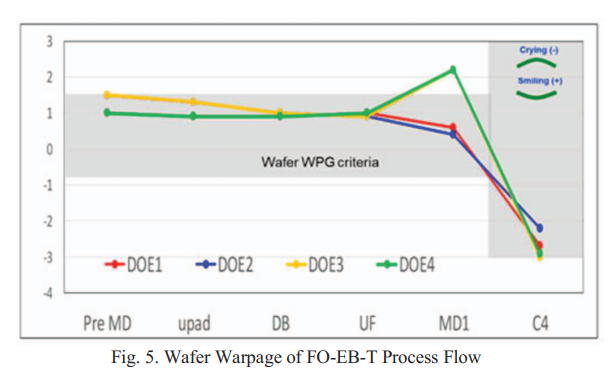 3
2
1
0
-1
-2
-3
-4
Crying (-)
Smiling (+)
Wafer WPG criteria
DOE1 DOE2 DOE3 DOE4
Pre MD upad DB UF MD1 C4
Fig. 5. Wafer Warpage of FO-EB-T Process Flow